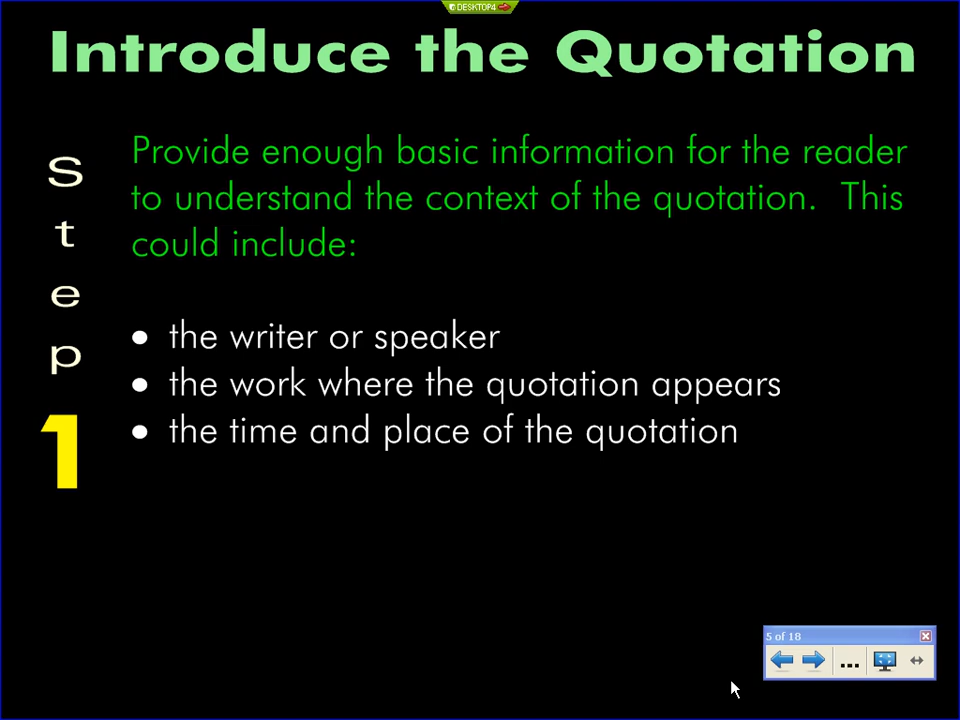 DESKTOP4
Introduce the Quotation
Step
1
Provide enough basic information for the reader
to understand the context of the quotation.  This
could include:
• the writer or speaker
• the work where the quotation appears
• the time and place of the quotation
5 of 18
...